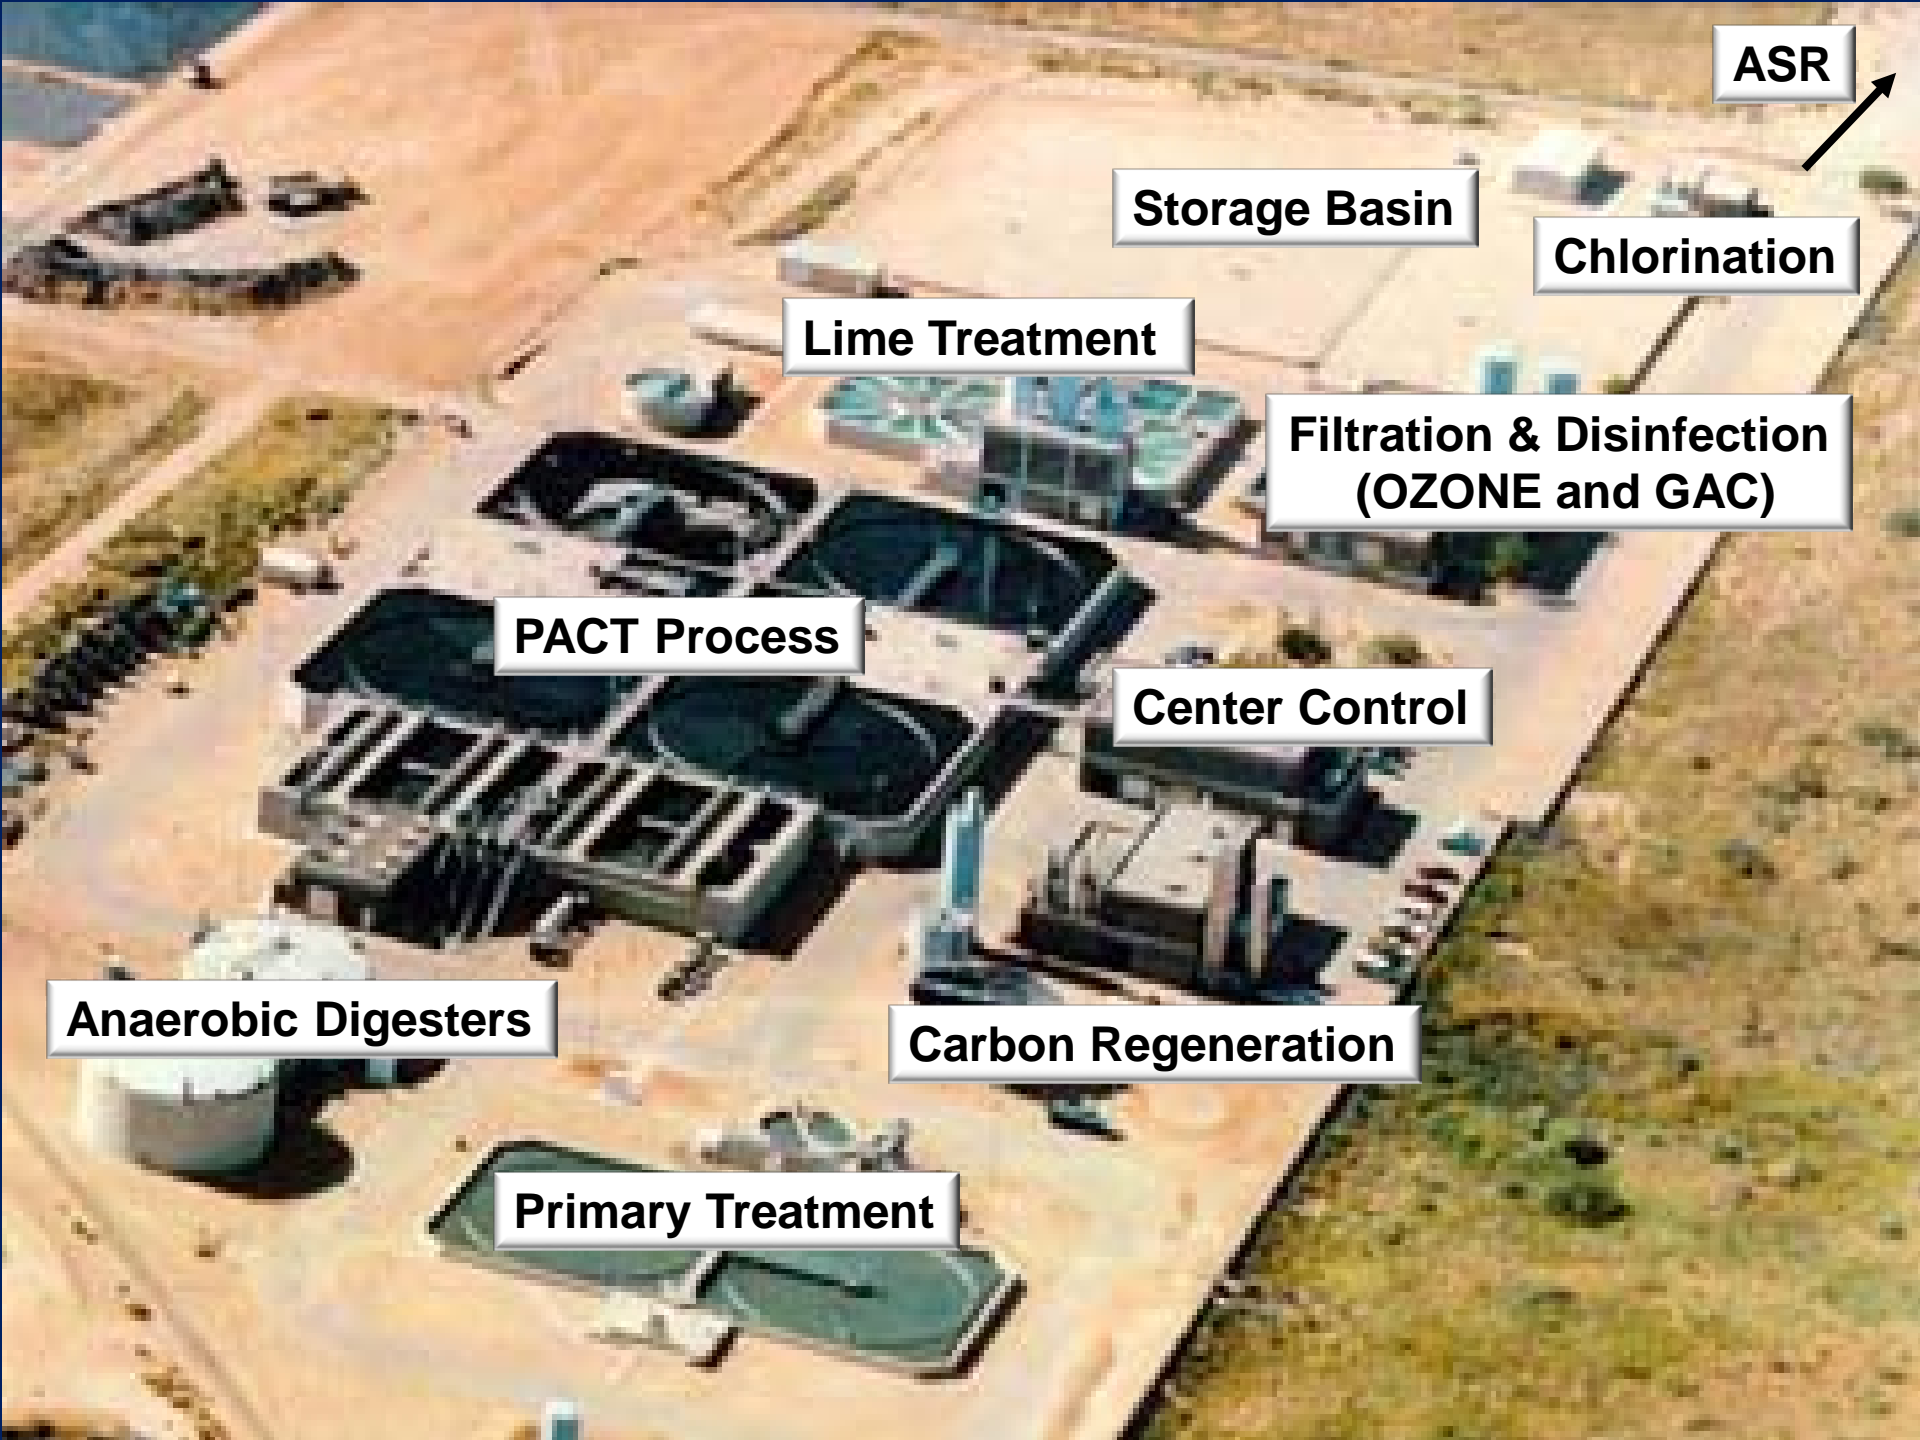 ASR
Storage Basin
Chlorination
Lime Treatment
Filtration & Disinfection
(OZONE and GAC)
PACT Process
Center Control
Anaerobic Digesters
Carbon Regeneration
Primary Treatment